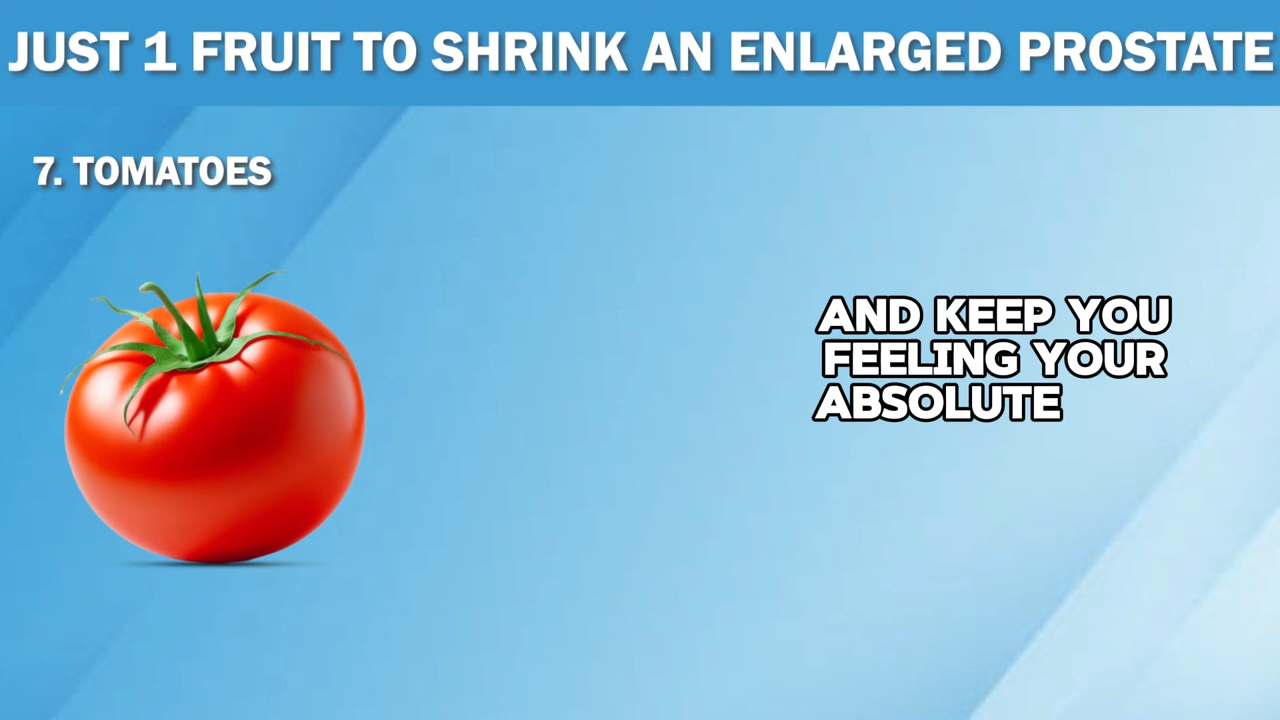 JUST 1 FRUIT TO SHRINK AN ENLARGED PROSTATE
7. TOMATOES
AND KEEP YOU
FEELING YOUR
ABSOLUTE